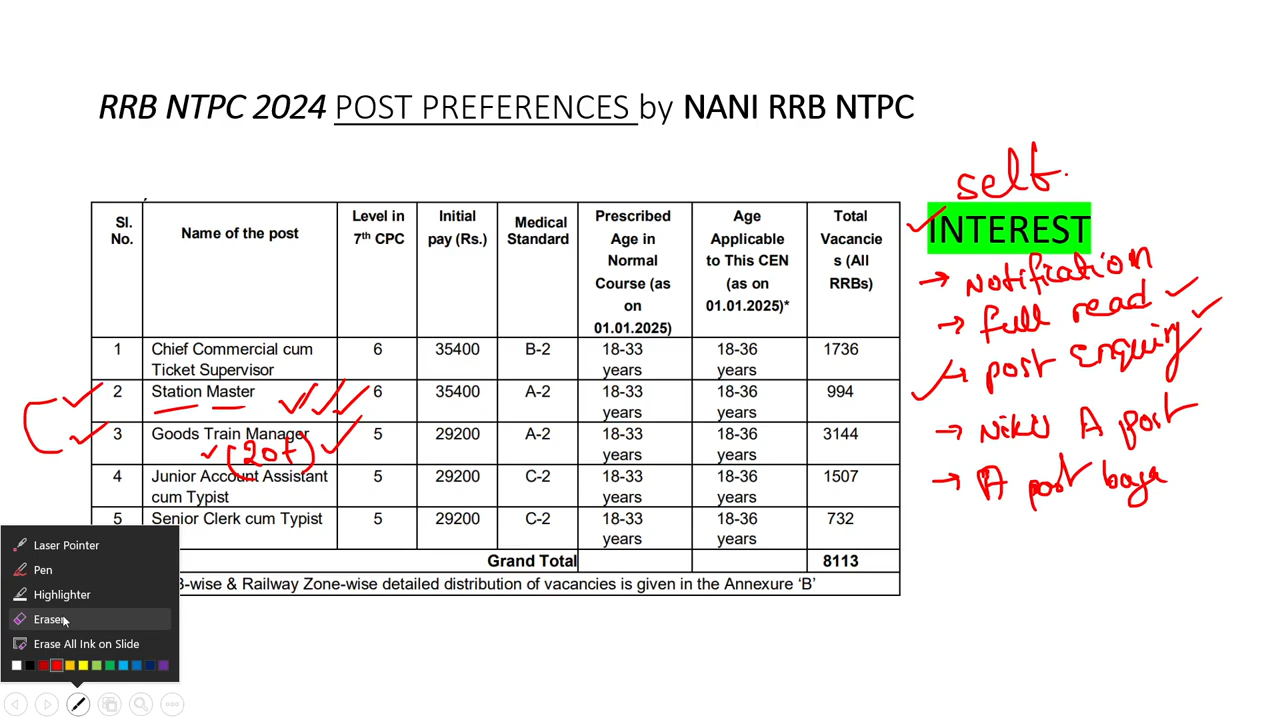 RRB NTPC 2024 POST PREFERENCES by NANI RRB NTPC
self.
INTEREST
→ Notification
→ full read
→ post Enquiry
→ Niku A post
→ A post baga
Sl. No. Name of the post Level in 7th CPC Initial pay (Rs.) Medical Standard Prescribed Age in Normal Course (as on 01.01.2025) Age Applicable to This CEN (as on 01.01.2025)* Total Vacancie s (All RRBs)
1 Chief Commercial cum Ticket Supervisor 6 35400 B-2 18-33 years 18-36 years 1736
2 Station Master 6 35400 A-2 18-33 years 18-36 years 994
3 Goods Train Manager 5 29200 A-2 18-33 years 18-36 years 3144
4 Junior Account Assistant cum Typist 5 29200 C-2 18-33 years 18-36 years 1507
5 Senior Clerk cum Typist 5 29200 C-2 18-33 years 18-36 years 732
Grand Total 8113
B-wise & Railway Zone-wise detailed distribution of vacancies is given in the Annexure ‘B’
Laser Pointer
Pen
Highlighter
Eraser
Erase All Ink on Slide